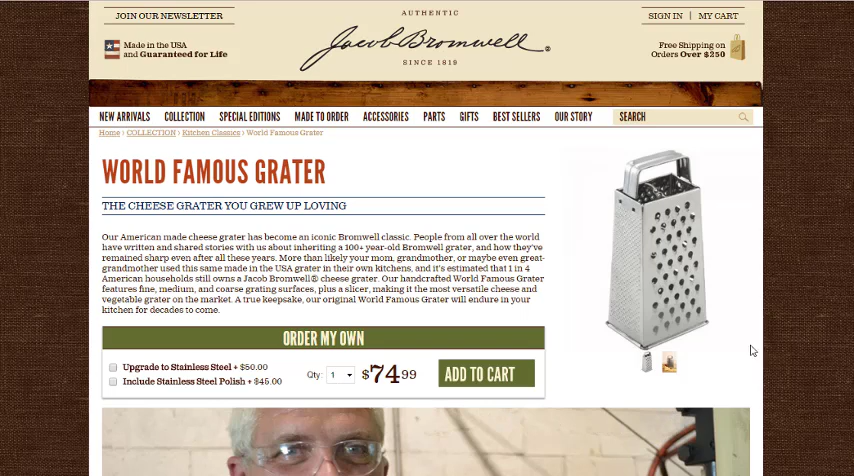 JOIN OUR NEWSLETTER
Made in the USA
and Guaranteed for Life
AUTHENTIC
Jacob Bromwell®
SINCE 1819
SIGN IN | MY CART
Free Shipping on
Orders Over $250
NEW ARRIVALS COLLECTION SPECIAL EDITIONS MADE TO ORDER ACCESSORIES PARTS GIFTS BEST SELLERS OUR STORY SEARCH
Home › COLLECTION › Kitchen Classics › World Famous Grater
WORLD FAMOUS GRATER
THE CHEESE GRATER YOU GREW UP LOVING
Our American made cheese grater has become an iconic Bromwell classic. People from all over the world
have written and shared stories with us about inheriting a 100+ year-old Bromwell grater, and how they've
remained sharp even after all these years. More than likely your mom, grandmother, or maybe even great-
grandmother used this same made in the USA grater in their own kitchens, and it's estimated that 1 in 4
American households still owns a Jacob Bromwell® cheese grater. Our handcrafted World Famous Grater
features fine, medium, and coarse grating surfaces, plus a slicer, making it the most versatile cheese and
vegetable grater on the market. A true keepsake, our original World Famous Grater will endure in your
kitchen for decades to come.
ORDER MY OWN
Upgrade to Stainless Steel + $50.00
Include Stainless Steel Polish + $45.00
Qty: 1
$74.99
ADD TO CART